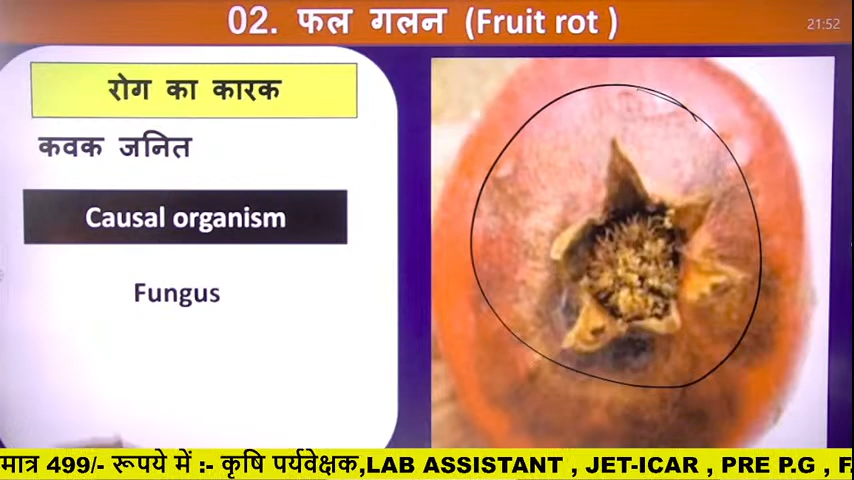 02. फल गलन (Fruit rot )
21:52
रोग का कारक
कवक जनित
Causal organism
Fungus
मात्र 499/- रूपये में :- कृषि पर्यवेक्षक,LAB ASSISTANT , JET-ICAR , PRE P.G ,